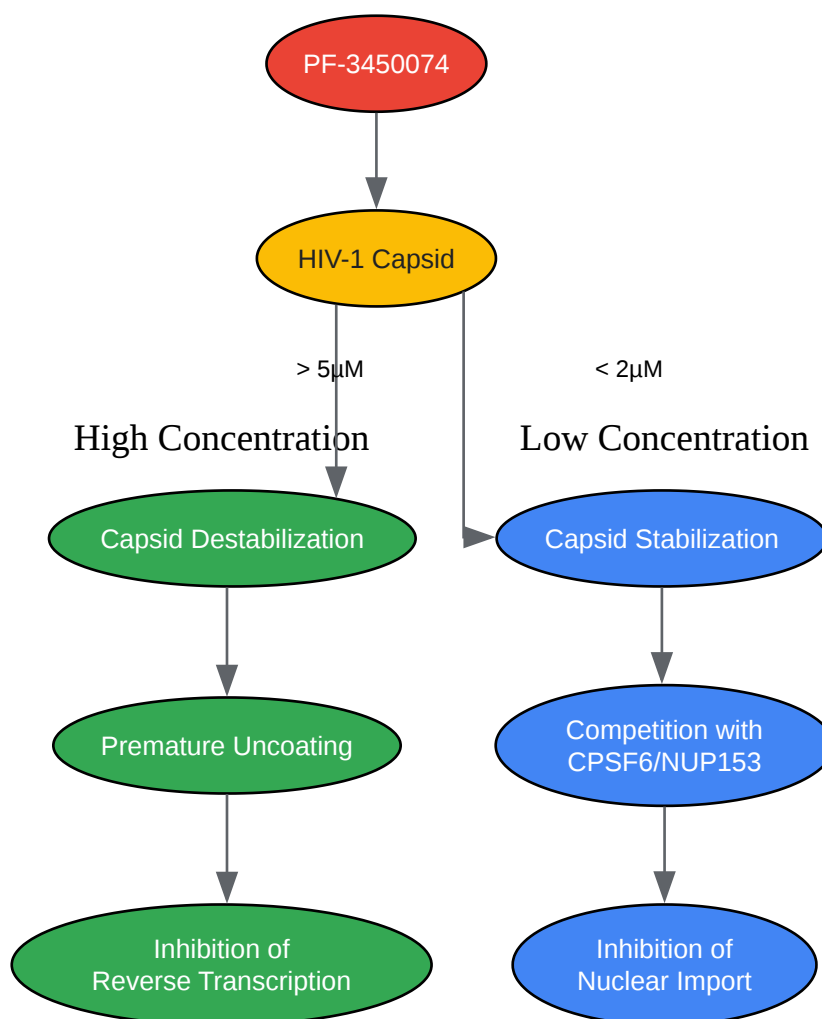 PF-3450074
HIV-1 Capsid
> 5µM
< 2µM
High Concentration
Low Concentration
Capsid Destabilization
Capsid Stabilization
Premature Uncoating
Competition with
CPSF6/NUP153
Inhibition of
Reverse Transcription
Inhibition of
Nuclear Import